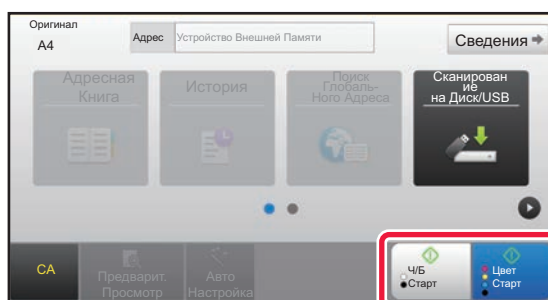 Оригинал
A4
Адрес
Устройство Внешней Памяти
Сведения
Адресная
Книга
История
Поиск
Глобаль-
Ного Адреса
Сканирован
ие
на Диск/USB
CA
Предварит.
Просмотр
Авто
Настройка
Ч/Б
Старт
Цвет
Старт